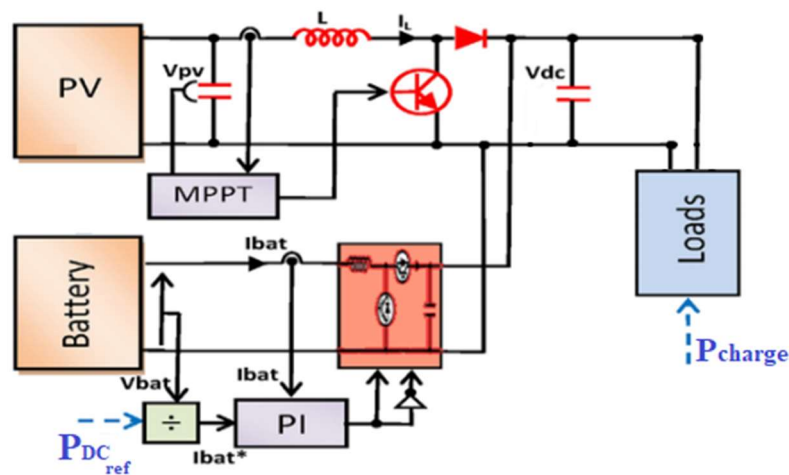 L
IL
PV
Vpv
Vdc
MPPT
Loads
Ibat
Battery
Pcharge
Vbat
Ibat
÷
PI
PDCref
Ibat*